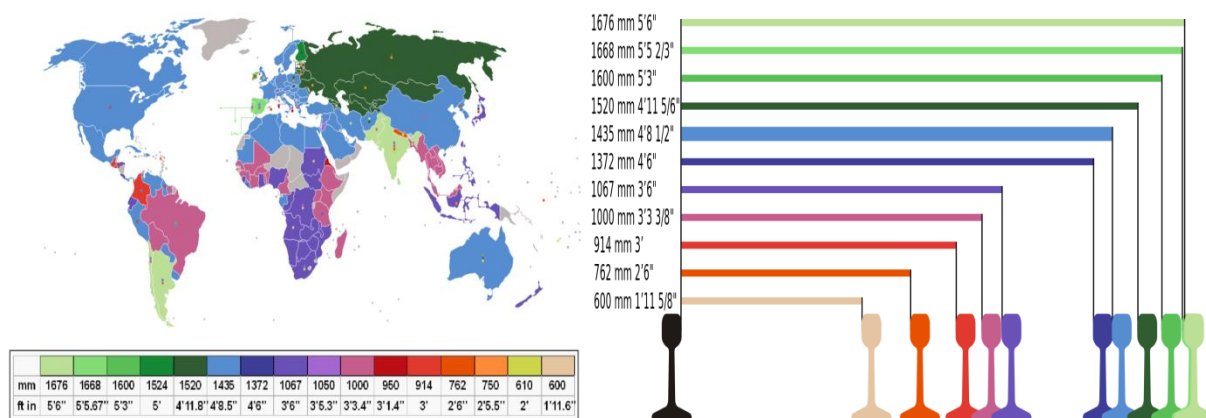 1676 mm 5'6"
1668 mm 5'5 2/3"
1600 mm 5'3"
1520 mm 4'11 5/6"
1435 mm 4'8 1/2"
1372 mm 4'6"
1067 mm 3'6"
1000 mm 3'3 3/8"
914 mm 3'
762 mm 2'6"
600 mm 1'11 5/8"
mm 1676 1668 1600 1524 1520 1435 1372 1067 1050 1000 950 914 762 750 610 600
ft in 5'6" 5'5.67" 5'3" 5' 4'11.8" 4'8.5" 4'6" 3'6" 3'5.3" 3'3.4" 3'1.4" 3' 2'6" 2'5.5" 2' 1'11.6"